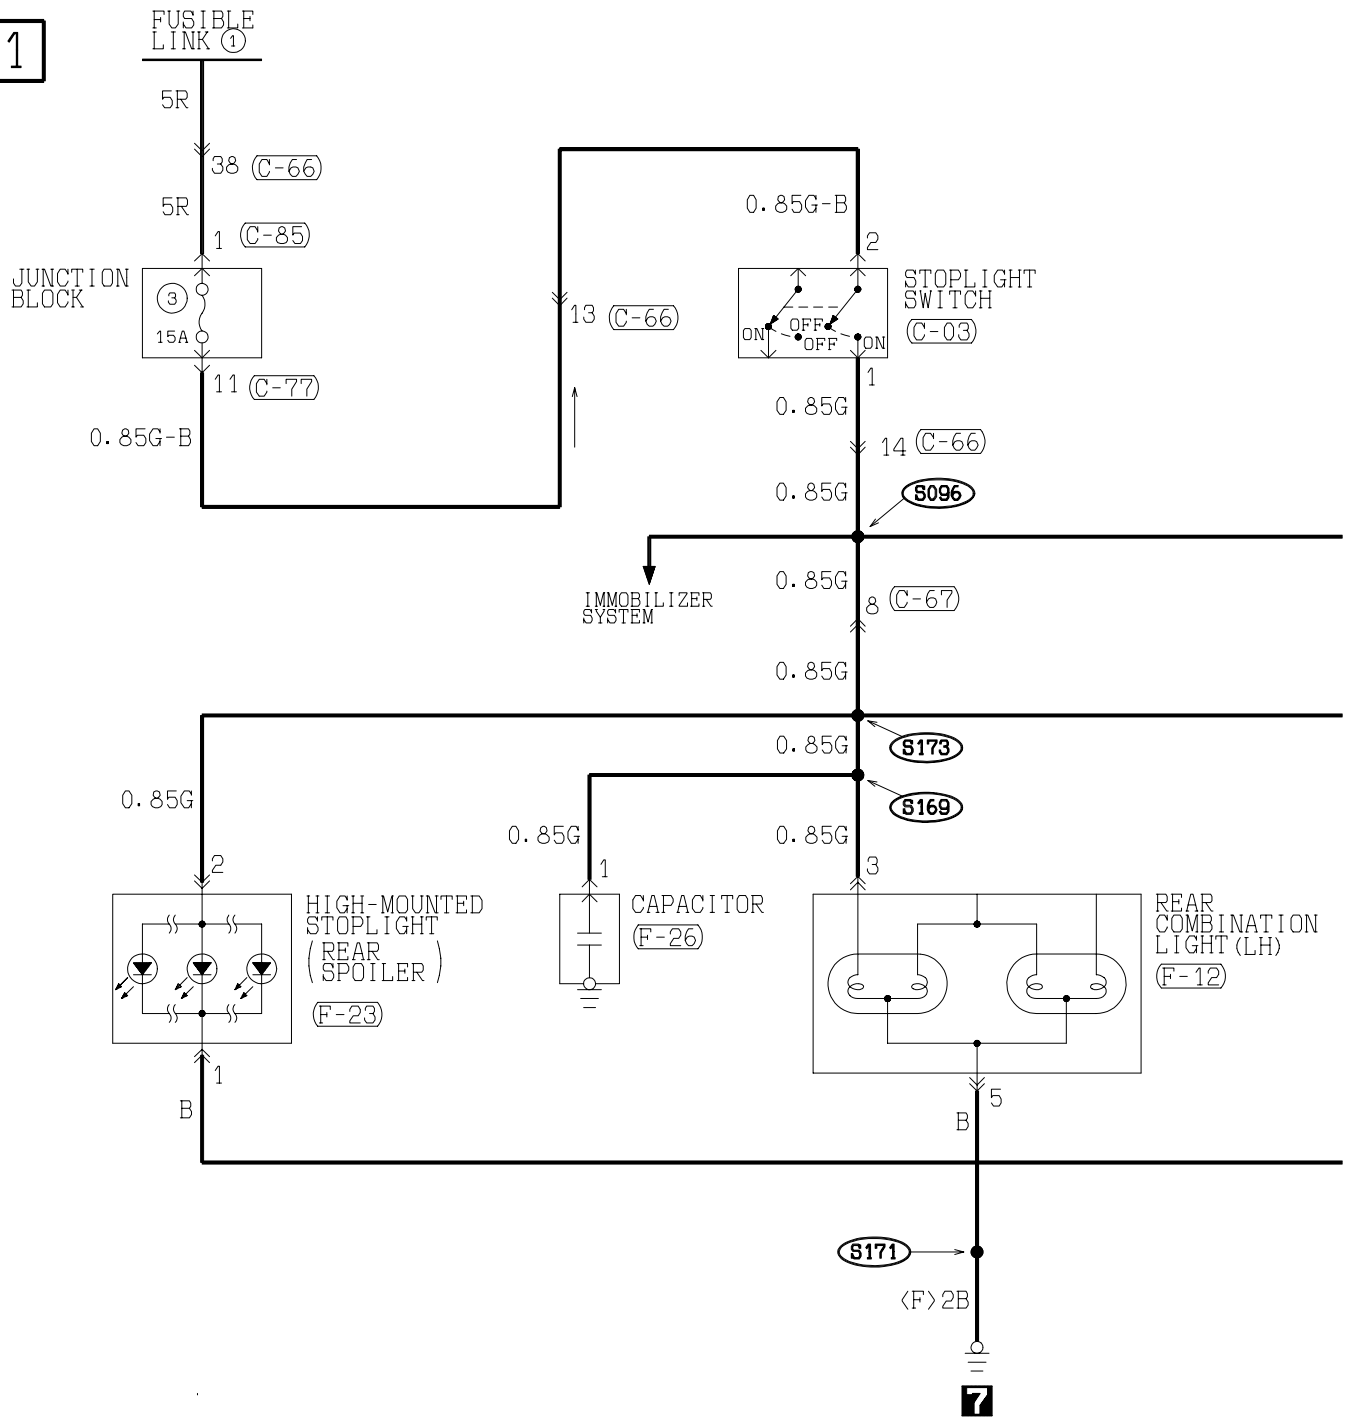 1
FUSIBLE
LINK ①
5R
38 (C-66)
5R
1 (C-85)
JUNCTION
BLOCK
3
15A
11 (C-77)
0.85G-B
13 (C-66)
0.85G-B
2
STOPLIGHT
SWITCH
(C-03)
ON
OFF
OFF
ON
1
0.85G
14 (C-66)
0.85G
S096
IMMOBILIZER
SYSTEM
0.85G
8 (C-67)
0.85G
S173
0.85G
S169
0.85G
2
HIGH-MOUNTED
STOPLIGHT
(REAR
SPOILER)
(F-23)
1
B
0.85G
1
CAPACITOR
(F-26)
0.85G
3
REAR
COMBINATION
LIGHT(LH)
(F-12)
5
B
S171
〈F〉2B
7